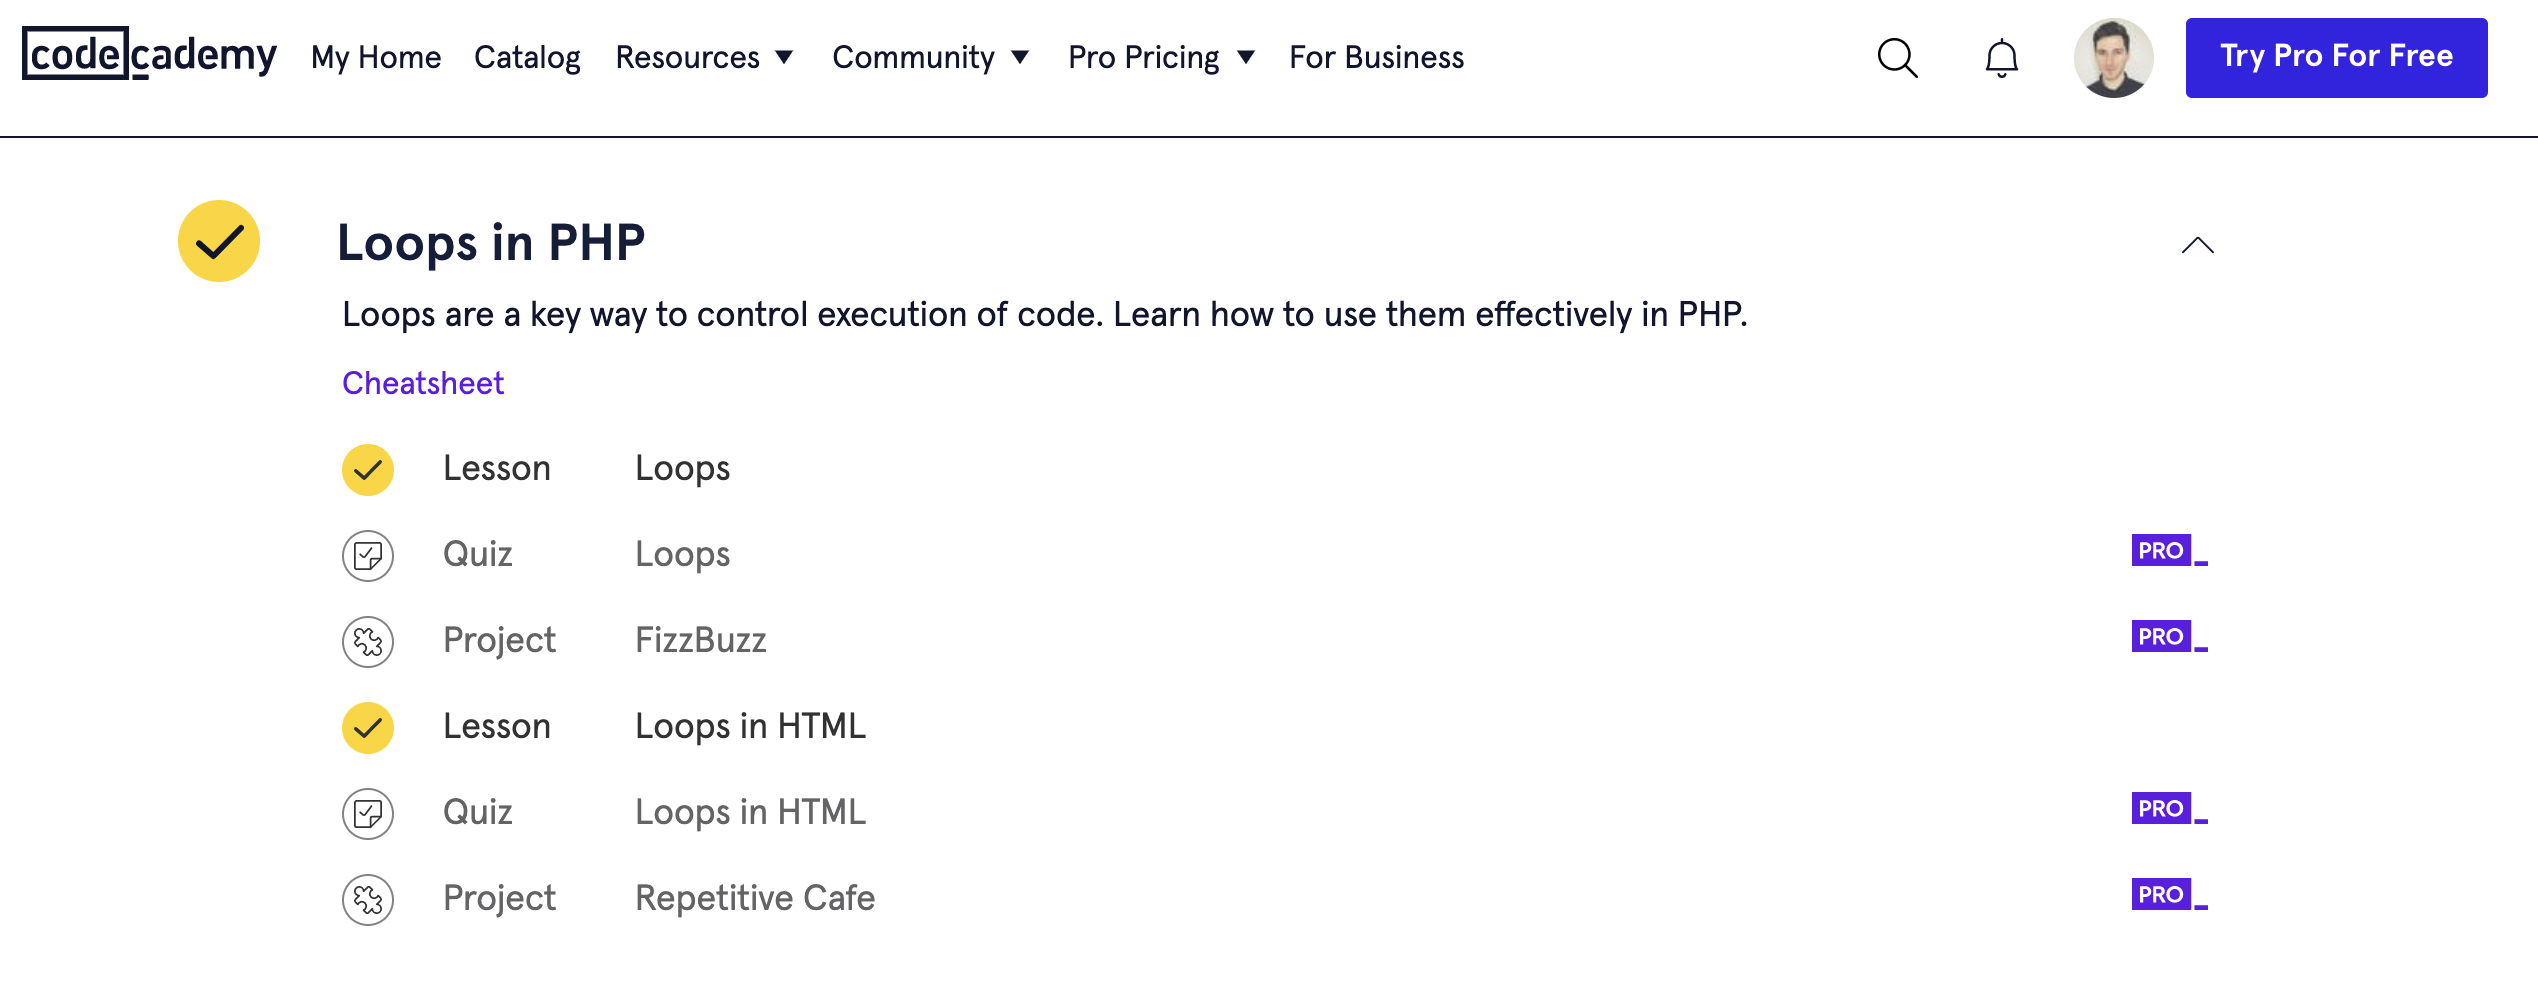 codecademy My Home Catalog Resources Community Pro Pricing For Business Try Pro For Free
Loops in PHP
Loops are a key way to control execution of code. Learn how to use them effectively in PHP.
Cheatsheet
Lesson Loops
Quiz Loops PRO
Project FizzBuzz PRO
Lesson Loops in HTML
Quiz Loops in HTML PRO
Project Repetitive Cafe PRO